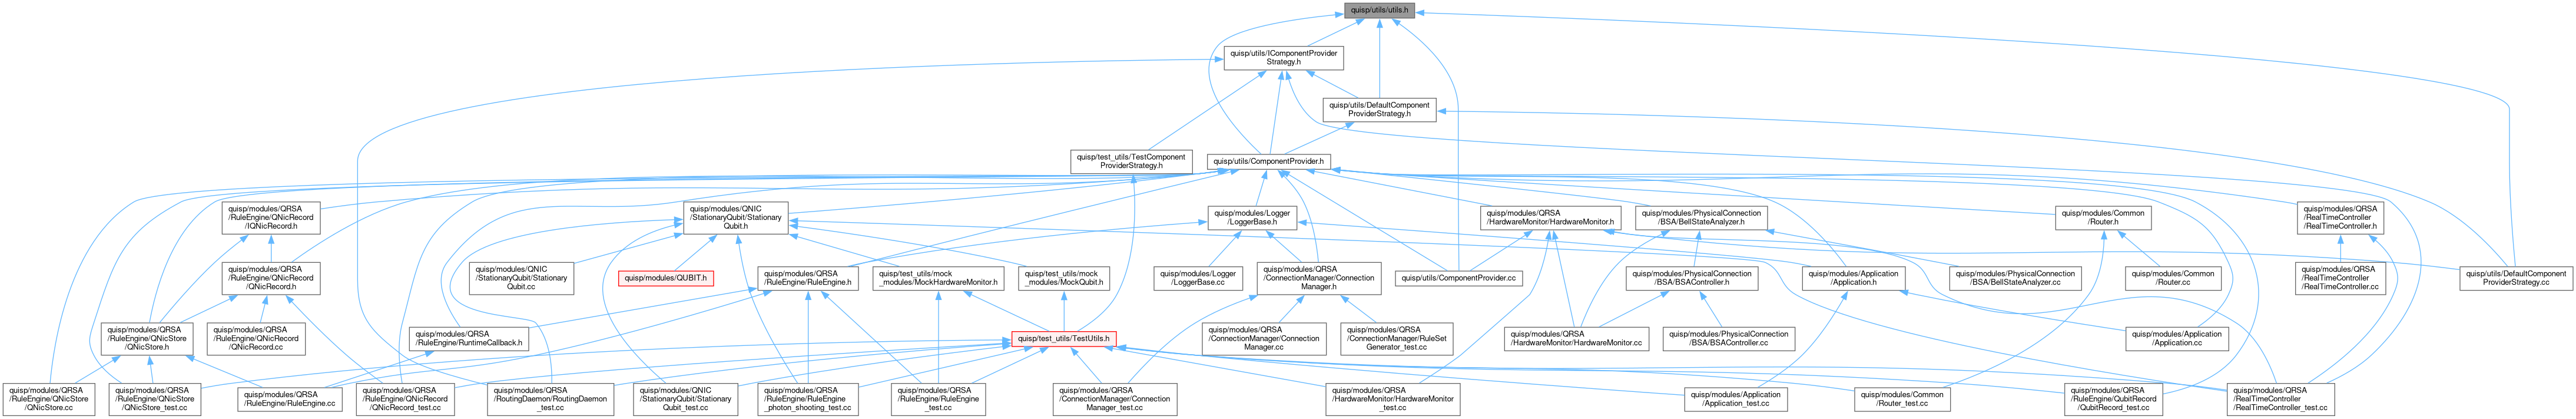 quisp/utils/utils.h
quisp/utils/IComponentProvider
Strategy.h
quisp/utils/DefaultComponent
ProviderStrategy.h
quisp/test_utils/TestComponent
ProviderStrategy.h
quisp/utils/ComponentProvider.h
quisp/modules/QRSA
/RuleEngine/QNicRecord
/IQNicRecord.h
quisp/modules/QNIC
/StationaryQubit/Stationary
Qubit.h
quisp/modules/Logger
/LoggerBase.h
quisp/modules/QRSA
/HardwareMonitor/HardwareMonitor.h
quisp/modules/PhysicalConnection
/BSA/BellStateAnalyzer.h
quisp/modules/Common
/Router.h
quisp/modules/QRSA
/RealTimeController
/RealTimeController.h
quisp/modules/QRSA
/RuleEngine/QNicRecord
/QNicRecord.h
quisp/modules/QNIC
/StationaryQubit/Stationary
Qubit.cc
quisp/modules/QUBIT.h
quisp/modules/QRSA
/RuleEngine/RuleEngine.h
quisp/test_utils/mock
_modules/MockHardwareMonitor.h
quisp/test_utils/mock
_modules/MockQubit.h
quisp/modules/Logger
/LoggerBase.cc
quisp/modules/QRSA
/ConnectionManager/Connection
Manager.h
quisp/utils/ComponentProvider.cc
quisp/modules/PhysicalConnection
/BSA/BSAController.h
quisp/modules/Application
/Application.h
quisp/modules/PhysicalConnection
/BSA/BellStateAnalyzer.cc
quisp/modules/Common
/Router.cc
quisp/modules/QRSA
/RealTimeController
/RealTimeController.cc
quisp/utils/DefaultComponent
ProviderStrategy.cc
quisp/modules/QRSA
/RuleEngine/QNicStore
/QNicStore.h
quisp/modules/QRSA
/RuleEngine/QNicRecord
/QNicRecord.cc
quisp/modules/QRSA
/RuleEngine/RuntimeCallback.h
quisp/test_utils/TestUtils.h
quisp/modules/QRSA
/ConnectionManager/Connection
Manager.cc
quisp/modules/QRSA
/ConnectionManager/RuleSet
Generator_test.cc
quisp/modules/QRSA
/HardwareMonitor/HardwareMonitor.cc
quisp/modules/PhysicalConnection
/BSA/BSAController.cc
quisp/modules/Application
/Application.cc
quisp/modules/QRSA
/RuleEngine/QNicStore
/QNicStore.cc
quisp/modules/QRSA
/RuleEngine/QNicStore
/QNicStore_test.cc
quisp/modules/QRSA
/RuleEngine/RuleEngine.cc
quisp/modules/QRSA
/RuleEngine/QNicRecord
/QNicRecord_test.cc
quisp/modules/QRSA
/RoutingDaemon/RoutingDaemon
_test.cc
quisp/modules/QNIC
/StationaryQubit/Stationary
Qubit_test.cc
quisp/modules/QRSA
/RuleEngine/RuleEngine
_photon_shooting_test.cc
quisp/modules/QRSA
/RuleEngine/RuleEngine
_test.cc
quisp/modules/QRSA
/ConnectionManager/Connection
Manager_test.cc
quisp/modules/QRSA
/HardwareMonitor/HardwareMonitor
_test.cc
quisp/modules/Application
/Application_test.cc
quisp/modules/Common
/Router_test.cc
quisp/modules/QRSA
/RuleEngine/QubitRecord
/QubitRecord_test.cc
quisp/modules/QRSA
/RealTimeController
/RealTimeController_test.cc